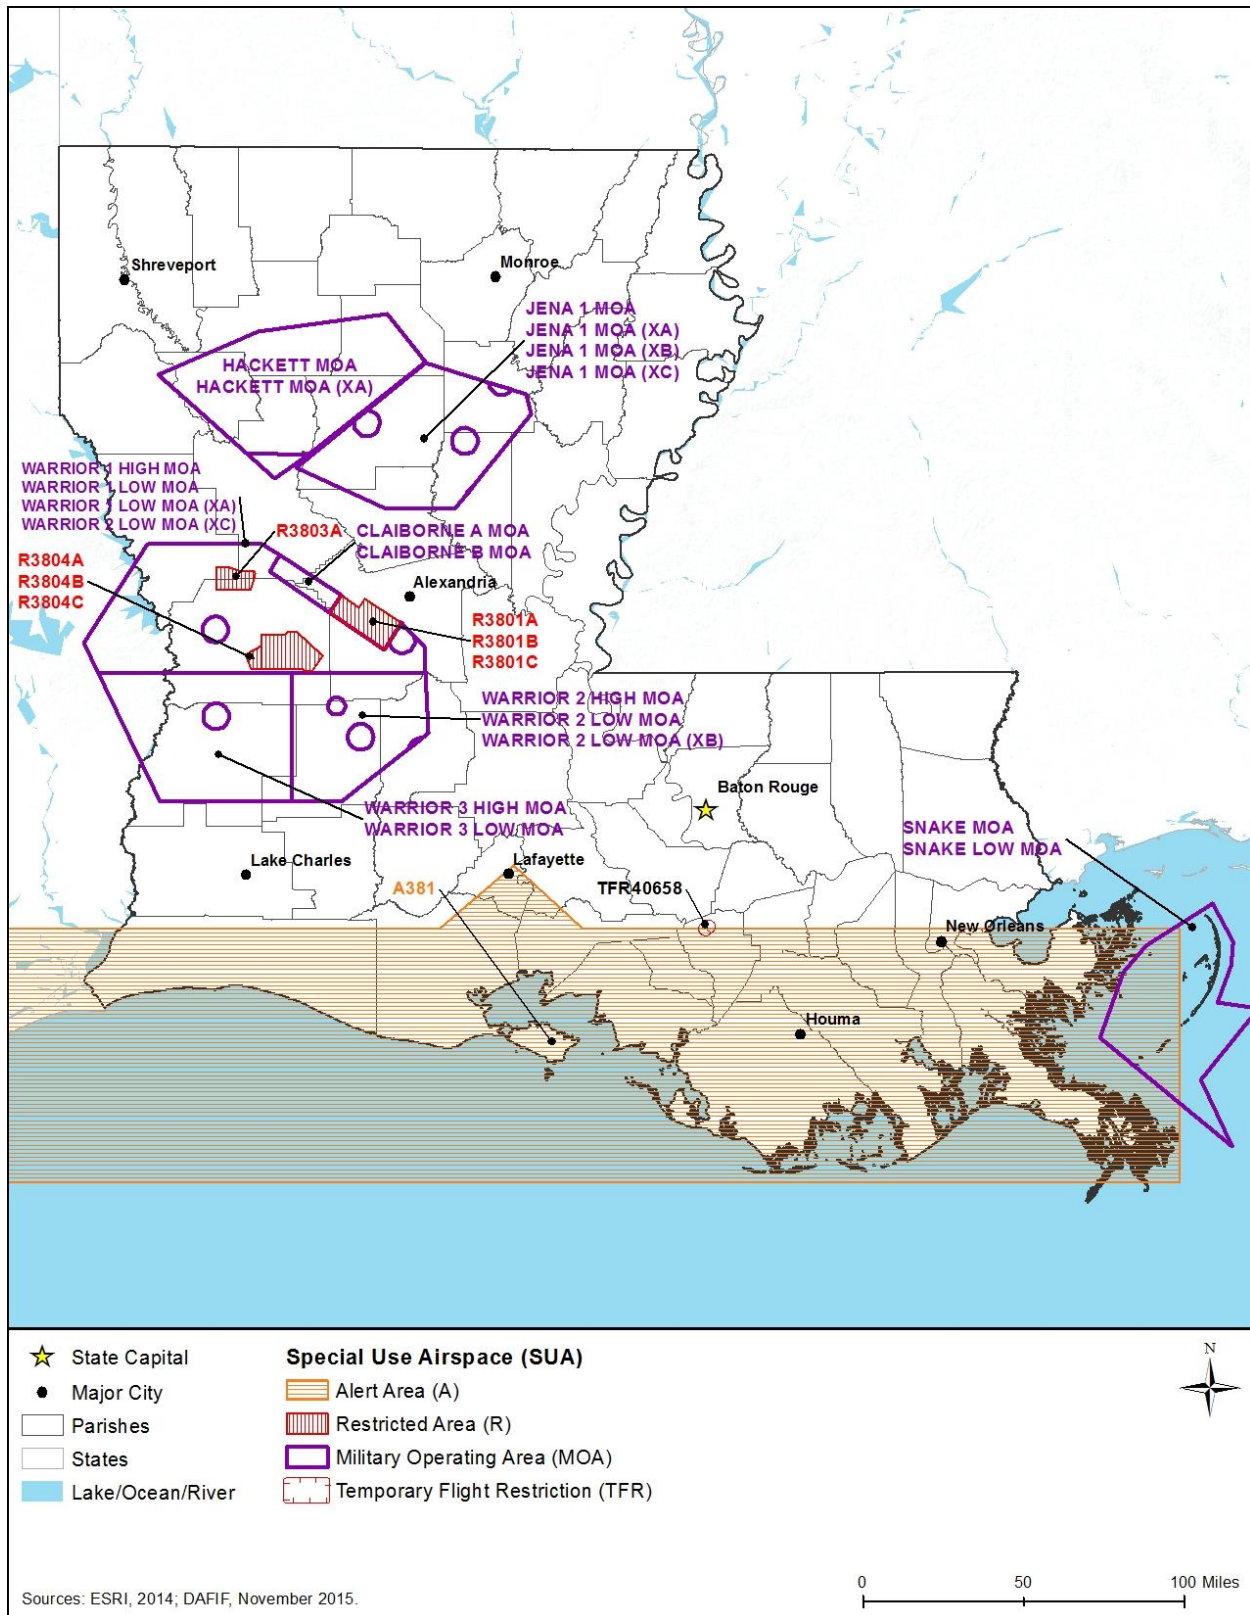 Shreveport
Monroe
JENA 1 MOA
JENA 1 MOA (XA)
JENA 1 MOA (XB)
JENA 1 MOA (XC)
HACKETT MOA
HACKETT MOA (XA)
WARRIOR 1 HIGH MOA
WARRIOR 1 LOW MOA
WARRIOR 1 LOW MOA (XA)
WARRIOR 2 LOW MOA (XC)
R3803A
CLAIBORNE A MOA
CLAIBORNE B MOA
R3804A
R3804B
R3804C
Alexandria
R3801A
R3801B
R3801C
WARRIOR 2 HIGH MOA
WARRIOR 2 LOW MOA
WARRIOR 2 LOW MOA (XB)
Baton Rouge
WARRIOR 3 HIGH MOA
WARRIOR 3 LOW MOA
SNAKE MOA
SNAKE LOW MOA
Lake Charles
Lafayette
A381
TFR40658
New Orleans
Houma
State Capital
Major City
Parishes
States
Lake/Ocean/River
Special Use Airspace (SUA)
Alert Area (A)
Restricted Area (R)
Military Operating Area (MOA)
Temporary Flight Restriction (TFR)
N
0 50 100 Miles
Sources: ESRI, 2014; DAFIF, November 2015.